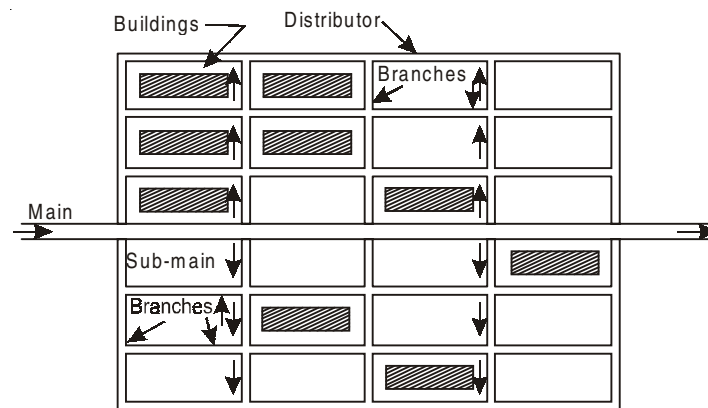 Buildings
Distributor
Branches
Main
Sub-main
Branches